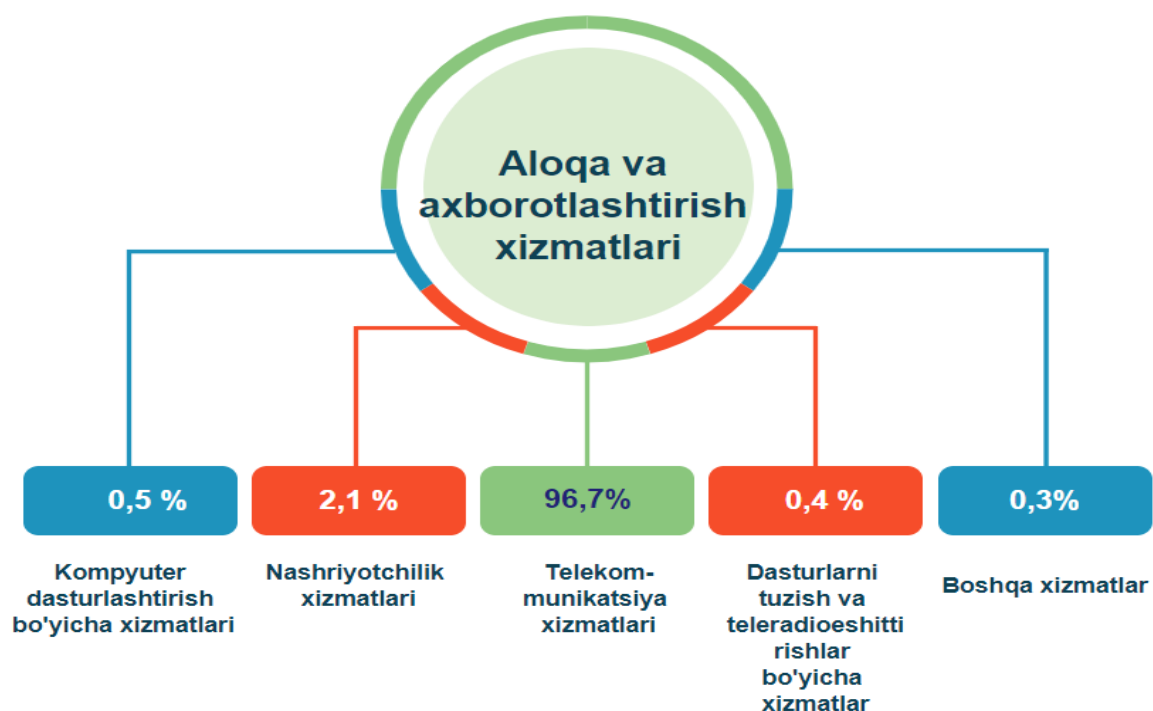 Aloqa va
axborotlashtirish
xizmatlari
0,5 %
2,1 %
96,7%
0,4 %
0,3%
Kompyuter
dasturlashtirish
bo'yicha xizmatlari
Nashriyotchilik
xizmatlari
Telekom-
munikatsiya
xizmatlari
Dasturlarni
tuzish va
teleradioeshitti
rishlar
bo'yicha
xizmatlar
Boshqa xizmatlar